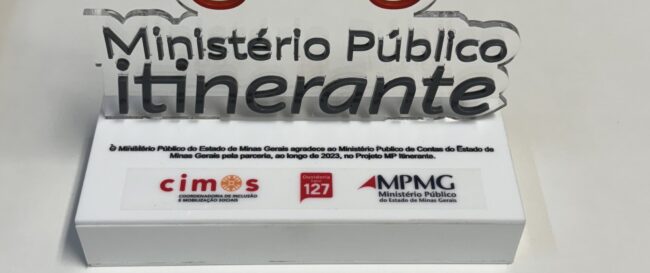 Ministério Público
itinerante
O Ministério Público do Estado de Minas Gerais agradece ao Ministério Publico de Contas do Estado de
Minas Gerais pela parceria, ao longo de 2023, no Projeto MP Itinerante.
cimos
COORDENADORIA DE INCLUSÃO
E MOBILIZAÇÃO SOCIAIS
Ouvidoria
127
MPMG
Ministério Público
do Estado de Minas Gerais